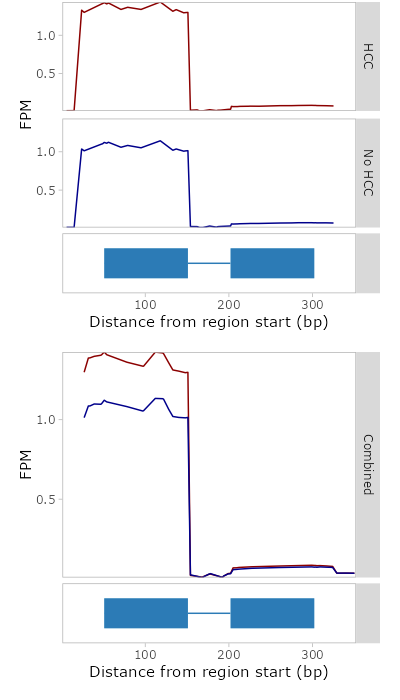 HCC
1.0
0.5
FPM
No HCC
1.0
0.5
100 200 300
Distance from region start (bp)
Combined
1.0
FPM
0.5
100 200 300
Distance from region start (bp)